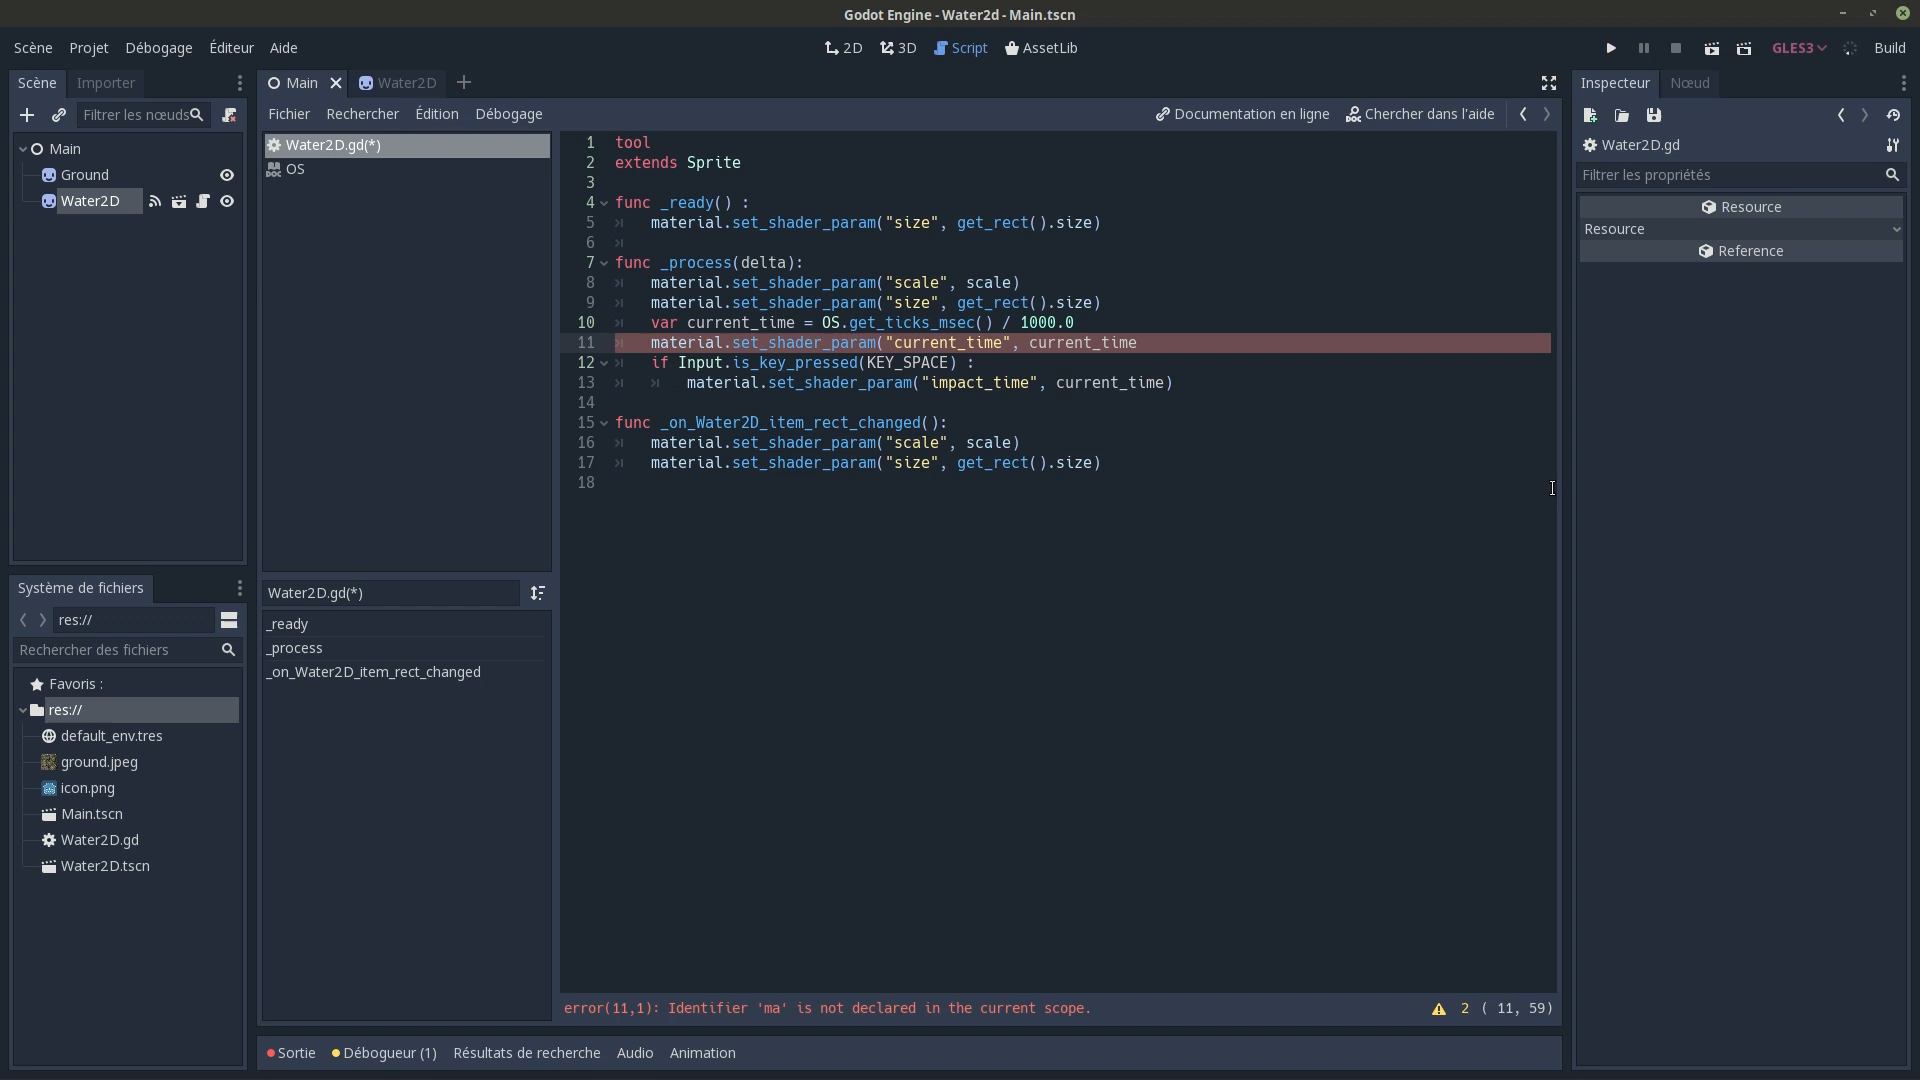 Godot Engine - Water2d - Main.tscn
Scène Projet Débogage Éditeur Aide
2D 3D Script AssetLib
GLES3 Build
Scène Importer
Filtrer les nœuds
Main
Ground
Water2D
Système de fichiers
res://
Rechercher des fichiers
Favoris :
res://
default_env.tres
ground.jpeg
icon.png
Main.tscn
Water2D.gd
Water2D.tscn
Main Water2D
Fichier Rechercher Édition Débogage
Documentation en ligne Chercher dans l'aide
Water2D.gd(*)
OS
Water2D.gd(*)
_ready
_process
_on_Water2D_item_rect_changed
1 tool
2 extends Sprite
3
4 func _ready() :
5 material.set_shader_param("size", get_rect().size)
6
7 func _process(delta):
8 material.set_shader_param("scale", scale)
9 material.set_shader_param("size", get_rect().size)
10 var current_time = OS.get_ticks_msec() / 1000.0
11 material.set_shader_param("current_time", current_time
12 if Input.is_key_pressed(KEY_SPACE) :
13 material.set_shader_param("impact_time", current_time)
14
15 func _on_Water2D_item_rect_changed():
16 material.set_shader_param("scale", scale)
17 material.set_shader_param("size", get_rect().size)
18
error(11,1): Identifier 'ma' is not declared in the current scope.
2 ( 11, 59)
Sortie Débogueur (1) Résultats de recherche Audio Animation
Inspecteur Nœud
Water2D.gd
Filtrer les propriétés
Resource
Resource
Reference